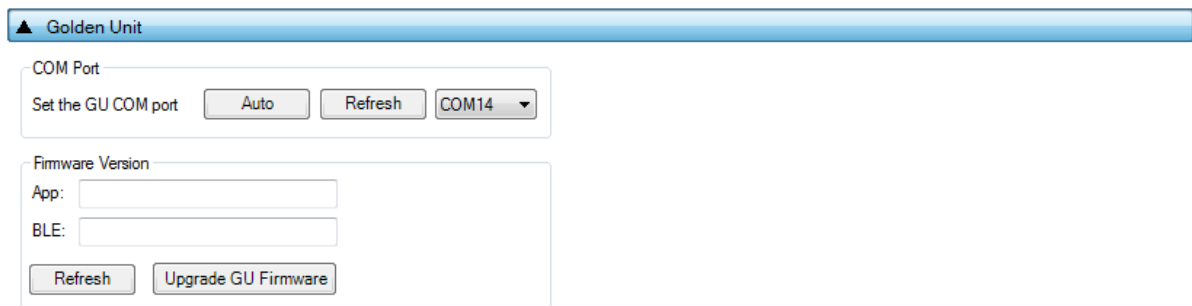 Golden Unit
COM Port
Set the GU COM port Auto Refresh COM14
Firmware Version
App:
BLE:
Refresh Upgrade GU Firmware